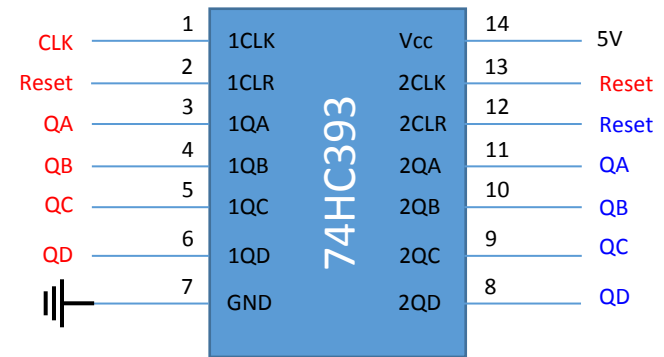 CLK 1 1CLK Vcc 14 5V
Reset 2 1CLR 2CLK 13 Reset
QA 3 1QA 2CLR 12 Reset
QB 4 1QB 2QA 11 QA
QC 5 1QC 2QB 10 QB
QD 6 1QD 2QC 9 QC
7 GND 2QD 8 QD
74HC393